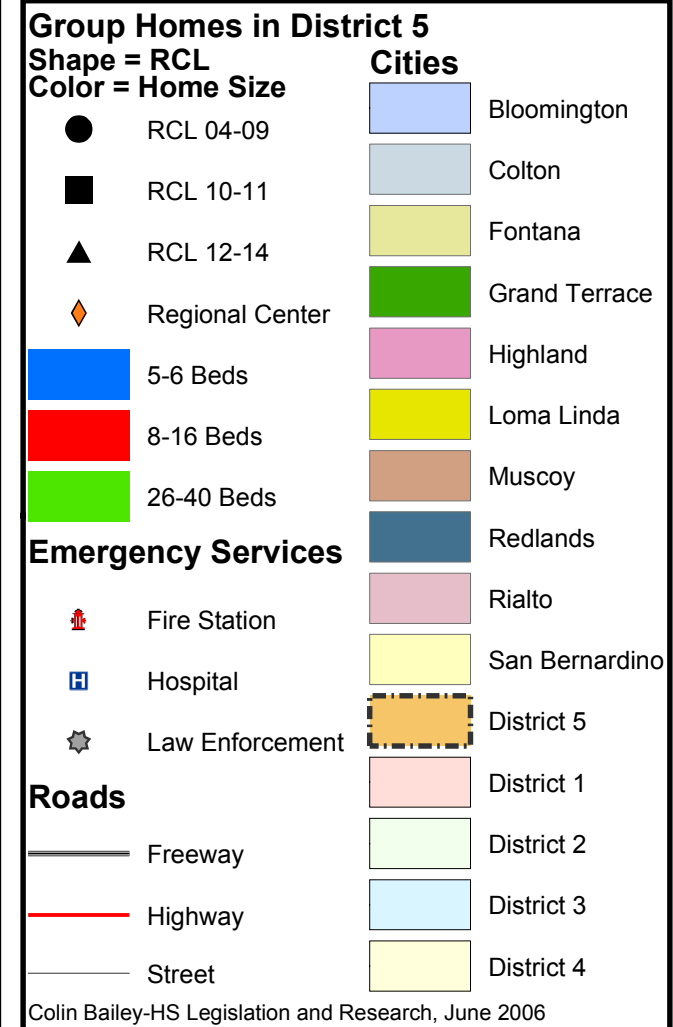 Group Homes in District 5
Shape = RCL
Color = Home Size
RCL 04-09
RCL 10-11
RCL 12-14
Regional Center
5-6 Beds
8-16 Beds
26-40 Beds
Emergency Services
Fire Station
H Hospital
Law Enforcement
Roads
Freeway
Highway
Street
Cities
Bloomington
Colton
Fontana
Grand Terrace
Highland
Loma Linda
Muscoy
Redlands
Rialto
San Bernardino
District 5
District 1
District 2
District 3
District 4
Colin Bailey-HS Legislation and Research, June 2006